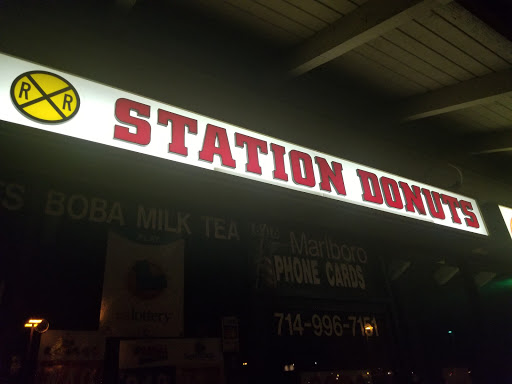 R R
STATION DONUTS
BOBA MILK TEA
Marlboro
PHONE CARDS
lottery
714-996-7151